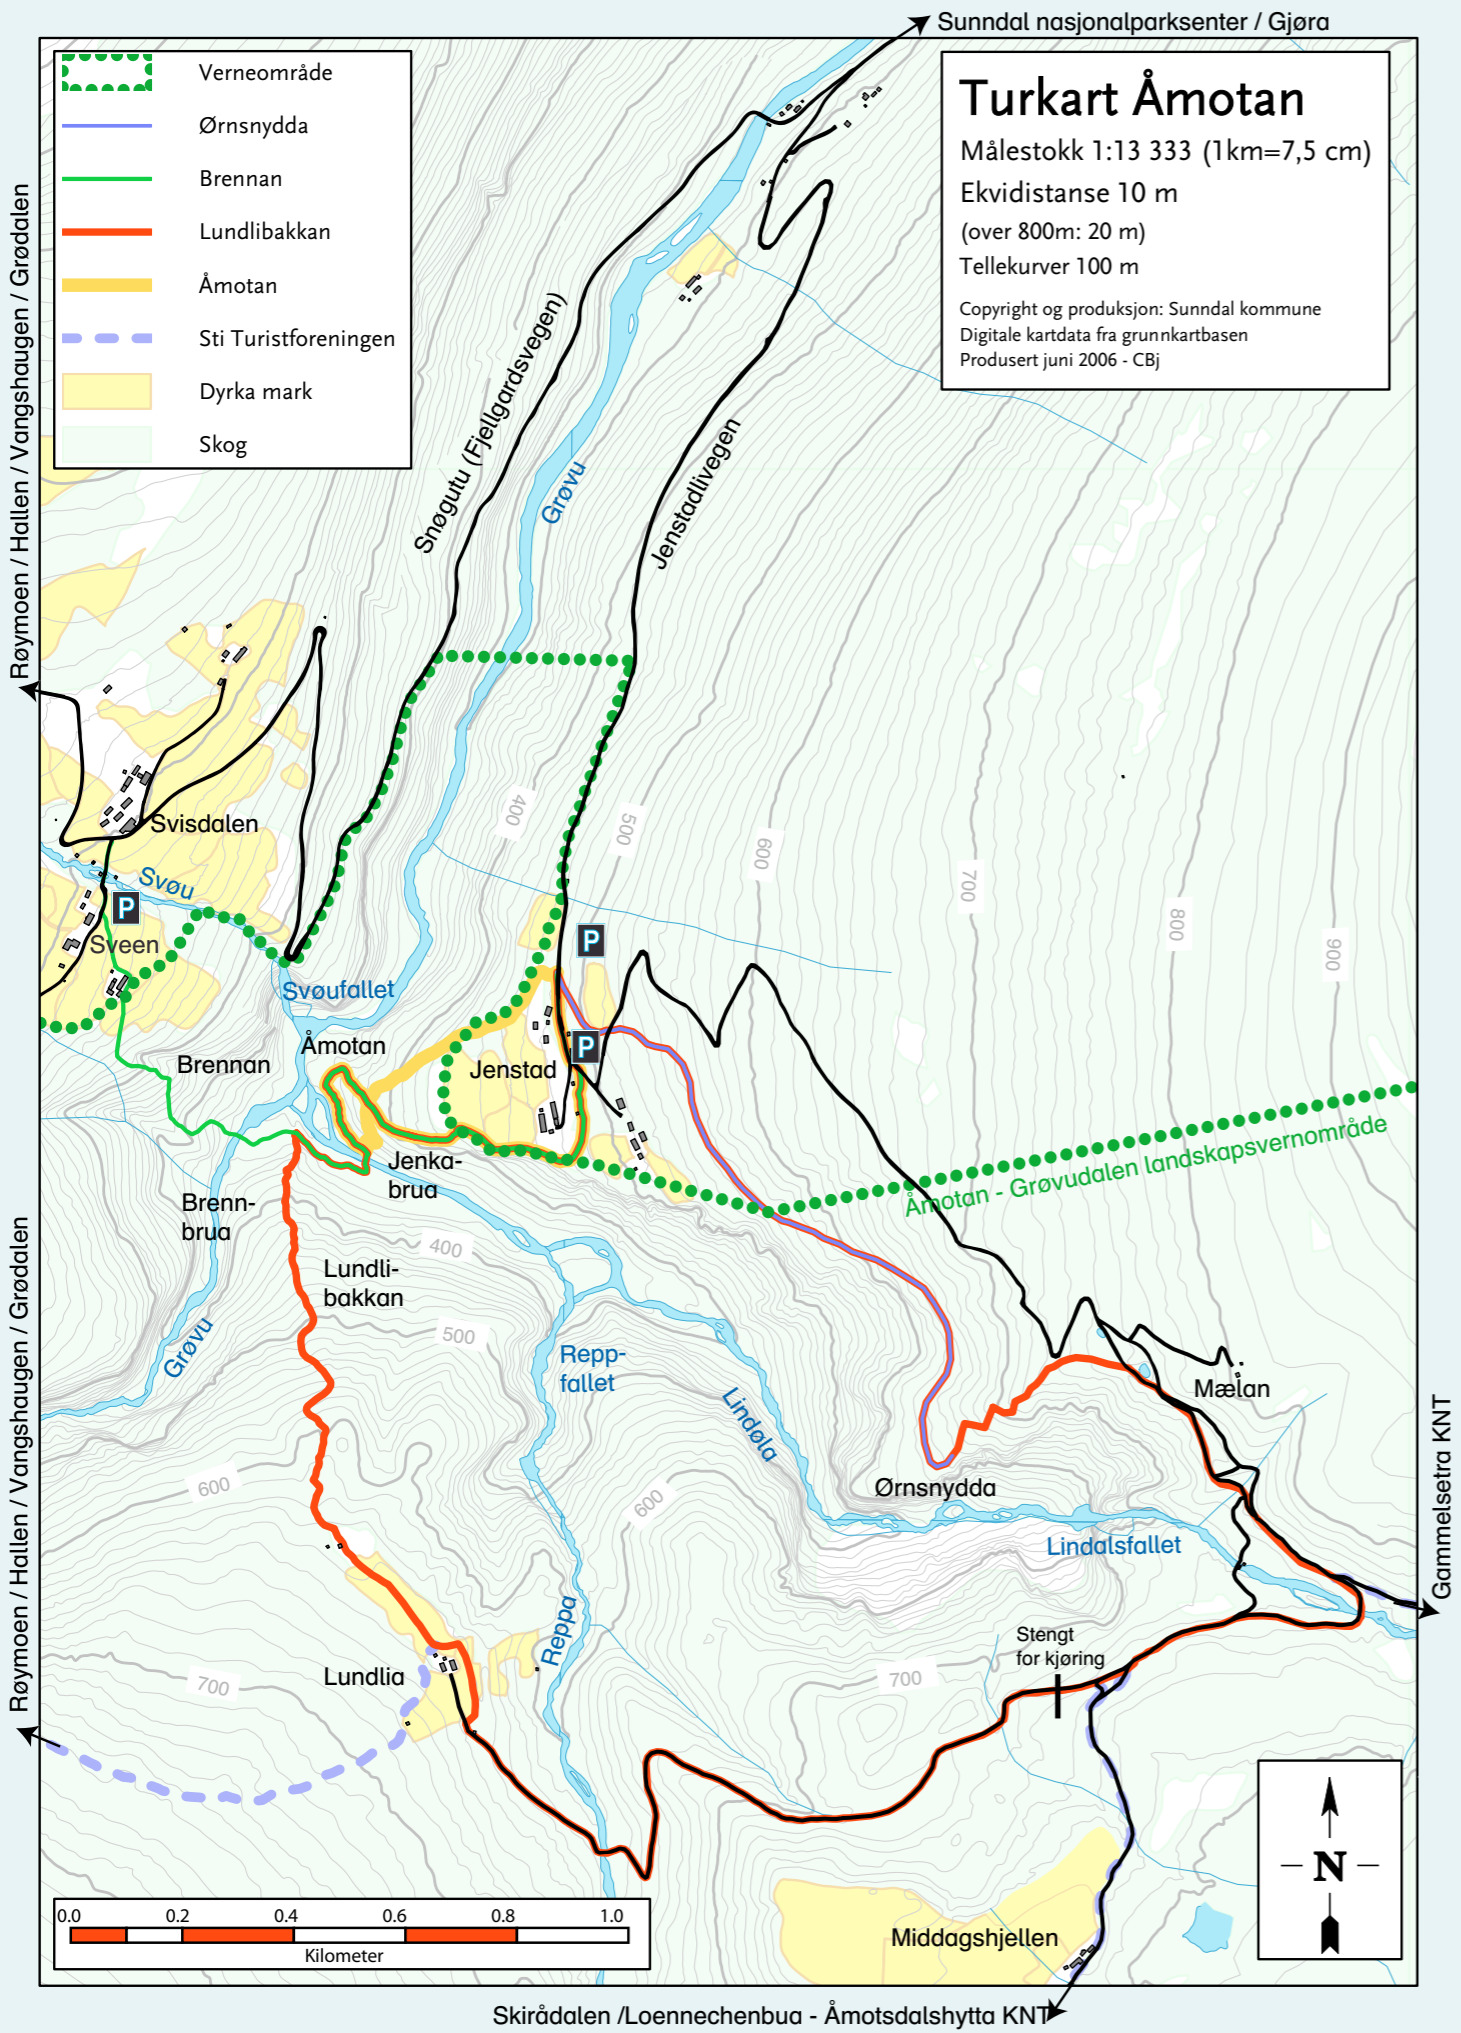 Sunndal nasjonalparksenter / Gjøra
Verneområde
Ørnsnydda
Brennan
Lundlibakkan
Åmotan
Sti Turistforeningen
Dyrka mark
Skog
Turkart Åmotan
Målestokk 1:13 333 (1km=7,5 cm)
Ekvidistanse 10 m
(over 800m: 20 m)
Tellekurver 100 m
Copyright og produksjon: Sunndal kommune
Digitale kartdata fra grunnkartbasen
Produsert juni 2006 - CBj
Røymoen / Hallen / Vangshaugen / Grødalen
Snøgutu (Fjellgardsvegen)
Grøvu
Jenstadlivegen
400
500
600
700
800
900
Svisdalen
Svøu
P
Sveen
P
Svøufallet
Åmotan
Brennan
P
Jenstad
Jenka-
brua
Åmotan - Grøvudalen landskapsvernområde
Brenn-
brua
400
Lundli-
bakkan
500
Grøvu
Repp-
fallet
Lindøla
Mælan
Røymoen / Hallen / Vangshaugen / Grødalen
Gammelsetra KNT
600
600
Ørnsnydda
Lindalsfallet
Reppa
Stengt
for kjøring
Lundlia
700
700
Middagshjellen
N
0.0 0.2 0.4 0.6 0.8 1.0
Kilometer
Skirådalen /Loennechenbua - Åmotsdalshytta KNT